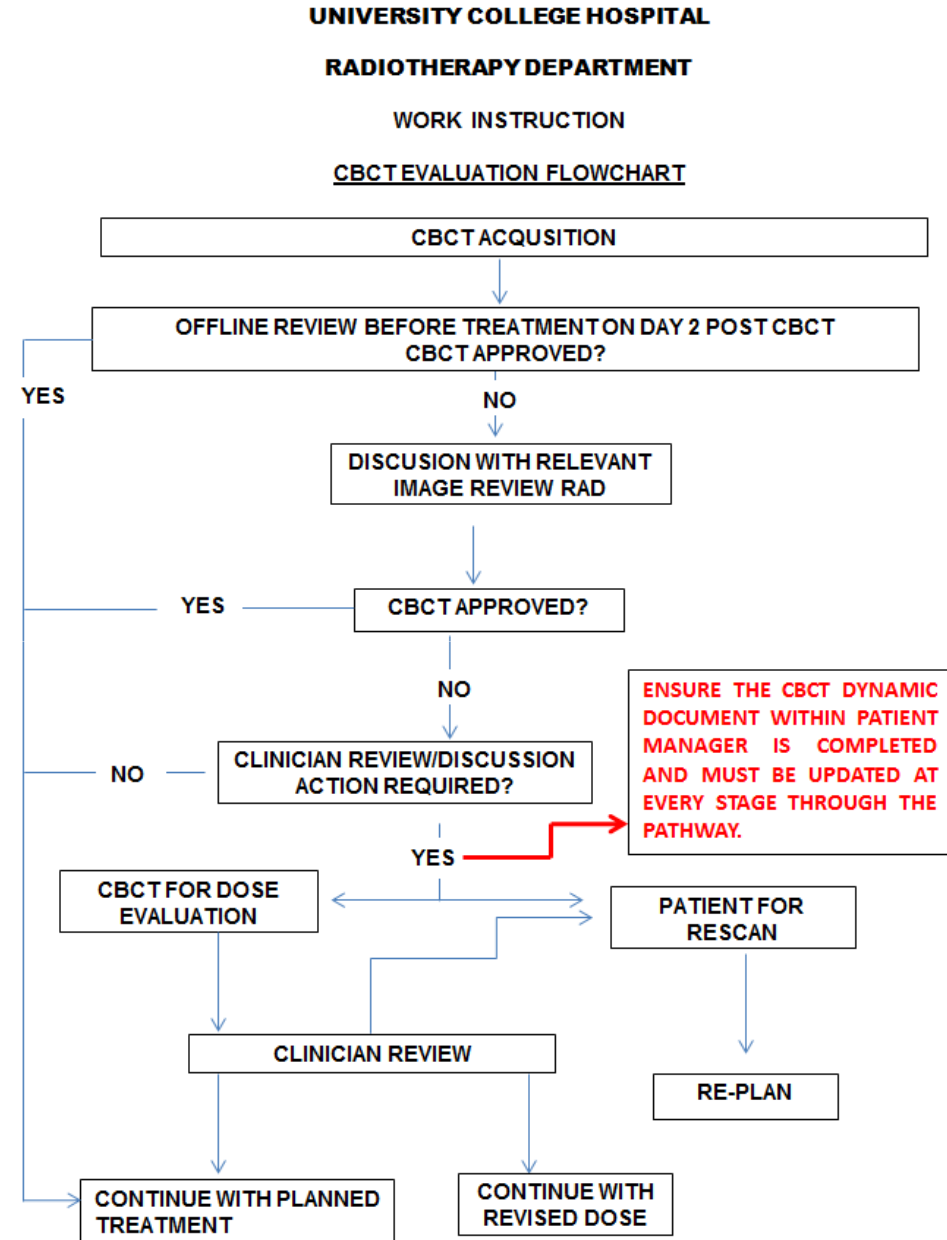 UNIVERSITY COLLEGE HOSPITAL
RADIOTHERAPY DEPARTMENT
WORK INSTRUCTION
CBCT EVALUATION FLOWCHART
CBCT ACQUSITION
OFFLINE REVIEW BEFORE TREATMENT ON DAY 2 POST CBCT
CBCT APPROVED?
YES
NO
DISCUSION WITH RELEVANT
IMAGE REVIEW RAD
YES
CBCT APPROVED?
NO
ENSURE THE CBCT DYNAMIC
DOCUMENT WITHIN PATIENT
MANAGER IS COMPLETED
AND MUST BE UPDATED AT
EVERY STAGE THROUGH THE
PATHWAY.
NO
CLINICIAN REVIEW/DISCUSSION
ACTION REQUIRED?
YES
CBCT FOR DOSE
EVALUATION
PATIENT FOR
RESCAN
CLINICIAN REVIEW
RE-PLAN
CONTINUE WITH PLANNED
TREATMENT
CONTINUE WITH
REVISED DOSE